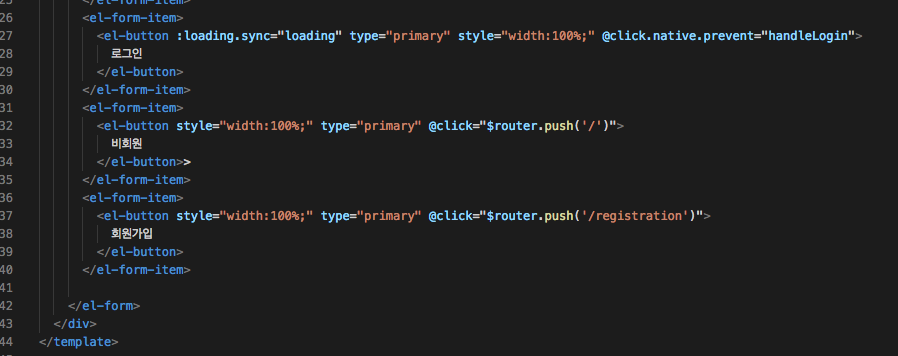 25 </el-form-item>
26 <el-form-item>
27 <el-button :loading.sync="loading" type="primary" style="width:100%;" @click.native.prevent="handleLogin">
28 로그인
29 </el-button>
30 </el-form-item>
31 <el-form-item>
32 <el-button style="width:100%;" type="primary" @click="$router.push('/')">
33 비회원
34 </el-button>>
35 </el-form-item>
36 <el-form-item>
37 <el-button style="width:100%;" type="primary" @click="$router.push('/registration')">
38 회원가입
39 </el-button>
40 </el-form-item>
41
42 </el-form>
43 </div>
44 </template>